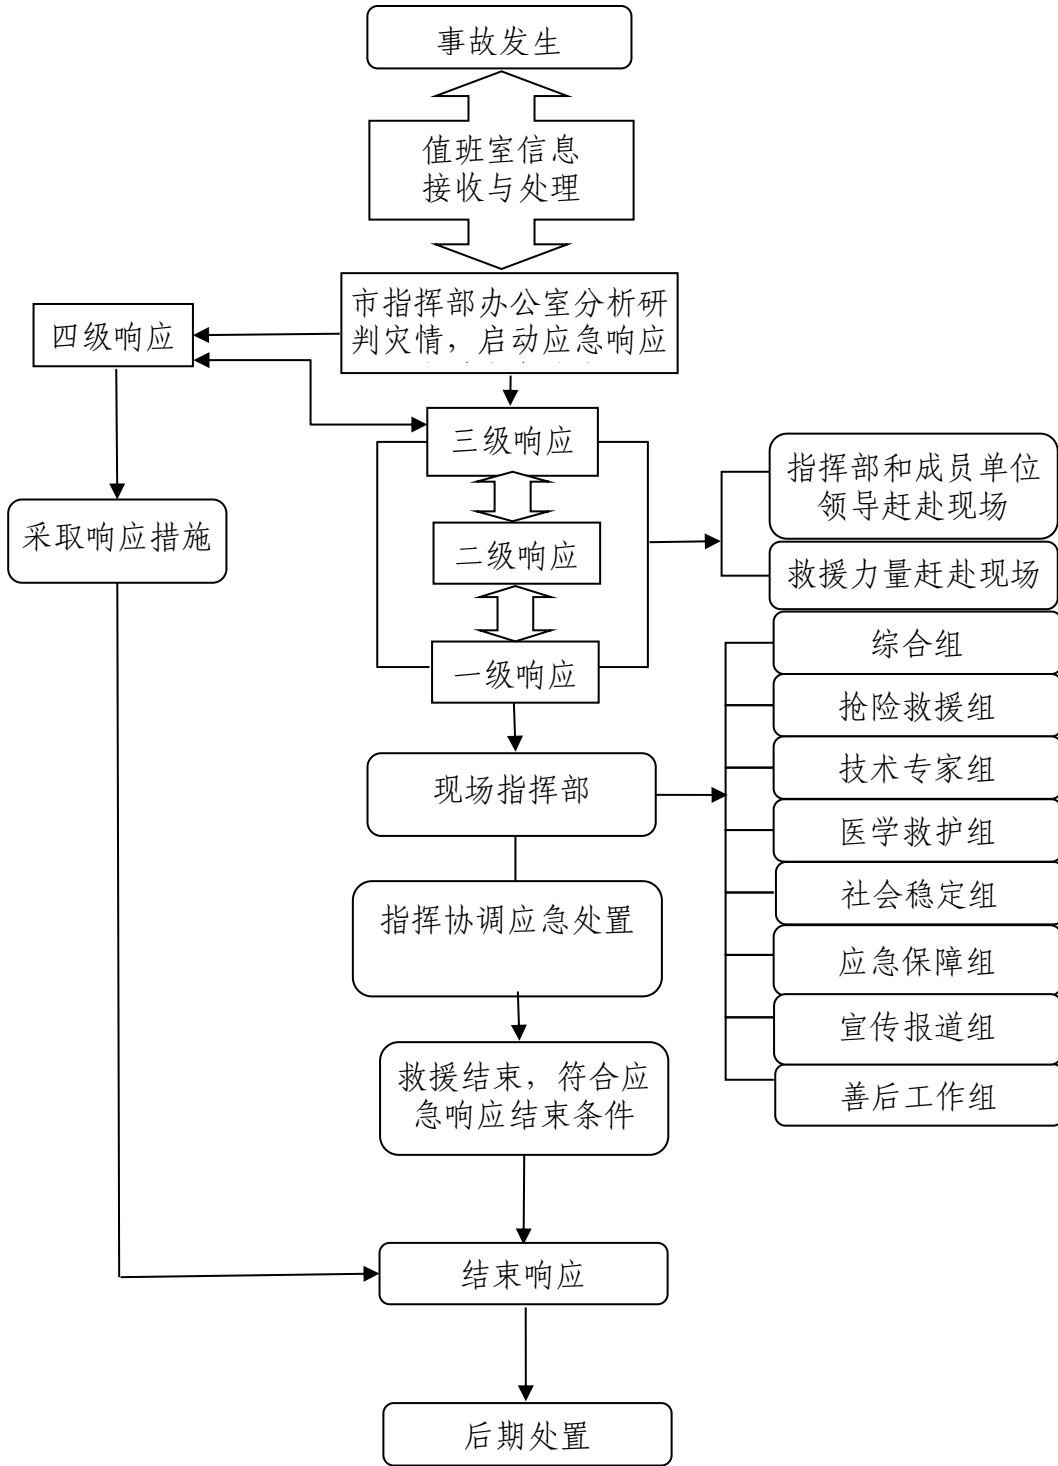 事故发生
值班室信息
接收与处理
市指挥部办公室分析研
判灾情，启动应急响应
四级响应
三级响应
采取响应措施
二级响应
一级响应
指挥部和成员单位
领导赶赴现场
救援力量赶赴现场
现场指挥部
综合组
抢险救援组
技术专家组
医学救护组
社会稳定组
应急保障组
宣传报道组
善后工作组
指挥协调应急处置
救援结束，符合应
急响应结束条件
结束响应
后期处置